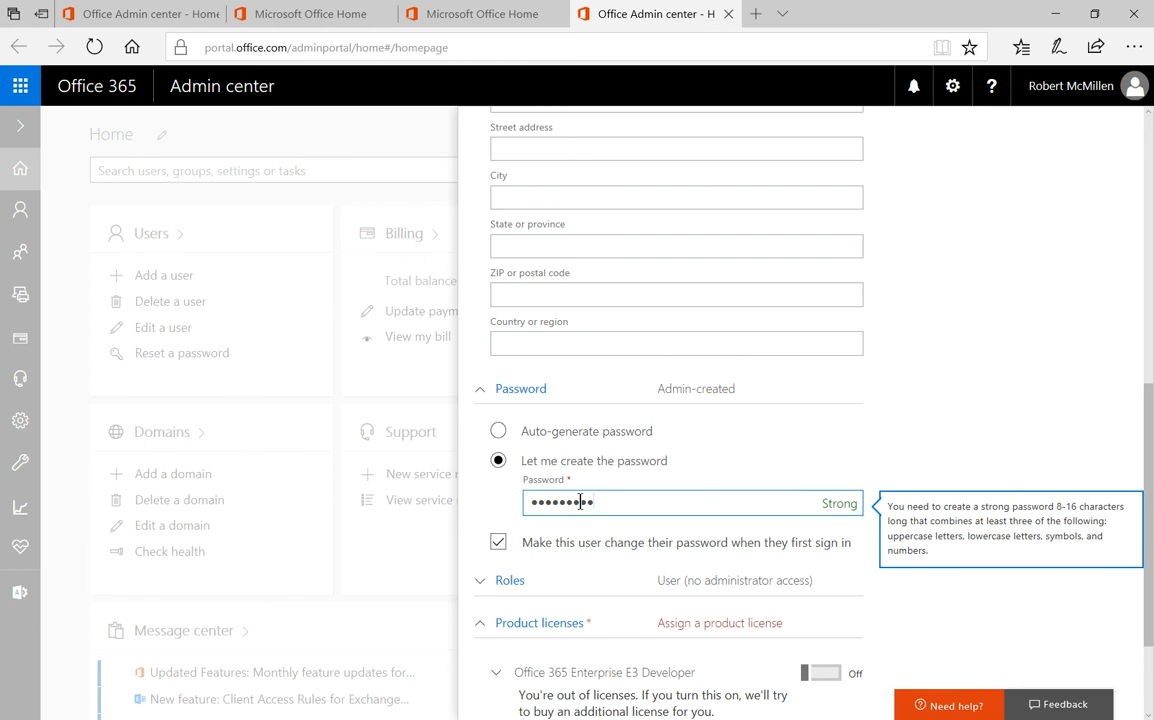 Office Admin center - Home
Microsoft Office Home
Microsoft Office Home
Office Admin center - H
portal.office.com/adminportal/home#/homepage
Office 365
Admin center
?
Robert McMillen
Home
Search users, groups, settings or tasks
Users
Add a user
Delete a user
Edit a user
Reset a password
Billing
Total balance
Update paym
View my bill
Domains
Add a domain
Delete a domain
Edit a domain
Check health
Support
New service r
View service
Message center
Updated Features: Monthly feature updates for...
New feature: Client Access Rules for Exchange...
Street address
City
State or province
ZIP or postal code
Country or region
Password
Admin-created
Auto-generate password
Let me create the password
Password *
••••••••• Strong
You need to create a strong password 8-16 characters
long that combines at least three of the following:
uppercase letters, lowercase letters, symbols, and
numbers.
Make this user change their password when they first sign in
Roles
User (no administrator access)
Product licenses *
Assign a product license
Office 365 Enterprise E3 Developer
Off
You're out of licenses. If you turn this on, we'll try
to buy an additional license for you.
Need help?
Feedback